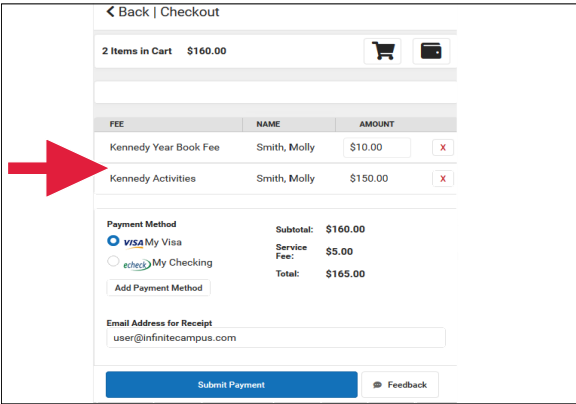 Back | Checkout
2 Items in Cart $160.00
FEE NAME AMOUNT
Kennedy Year Book Fee Smith, Molly $10.00 X
Kennedy Activities Smith, Molly $150.00 X
Payment Method
VISA My Visa
echeck My Checking
Add Payment Method
Subtotal: $160.00
Service Fee: $5.00
Total: $165.00
Email Address for Receipt
user@infinitecampus.com
Submit Payment
Feedback